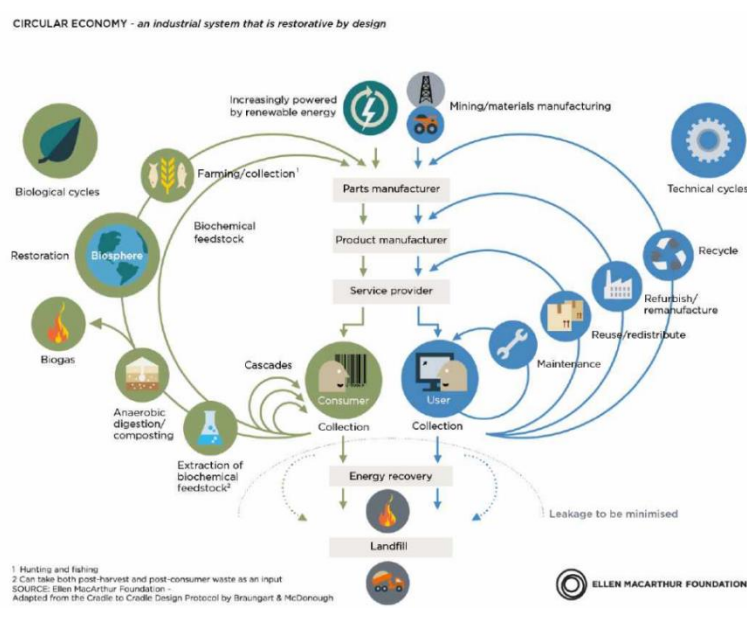 CIRCULAR ECONOMY - an industrial system that is restorative by design
Increasingly powered
by renewable energy
Mining/materials manufacturing
Biological cycles
Farming/collection¹
Parts manufacturer
Technical cycles
Biochemical
feedstock
Product manufacturer
Restoration
Biosphere
Recycle
Service provider
Refurbish/
remanufacture
Biogas
Reuse/redistribute
Cascades
Maintenance
Consumer
User
Anaerobic
digestion/
composting
Collection
Collection
Extraction of
biochemical
feedstock²
Energy recovery
Leakage to be minimised
Landfill
1 Hunting and fishing
2 Can take both post-harvest and post-consumer waste as an input
SOURCE: Ellen MacArthur Foundation -
Adapted from the Cradle to Cradle Design Protocol by Braungart & McDonough
ELLEN MACARTHUR FOUNDATION